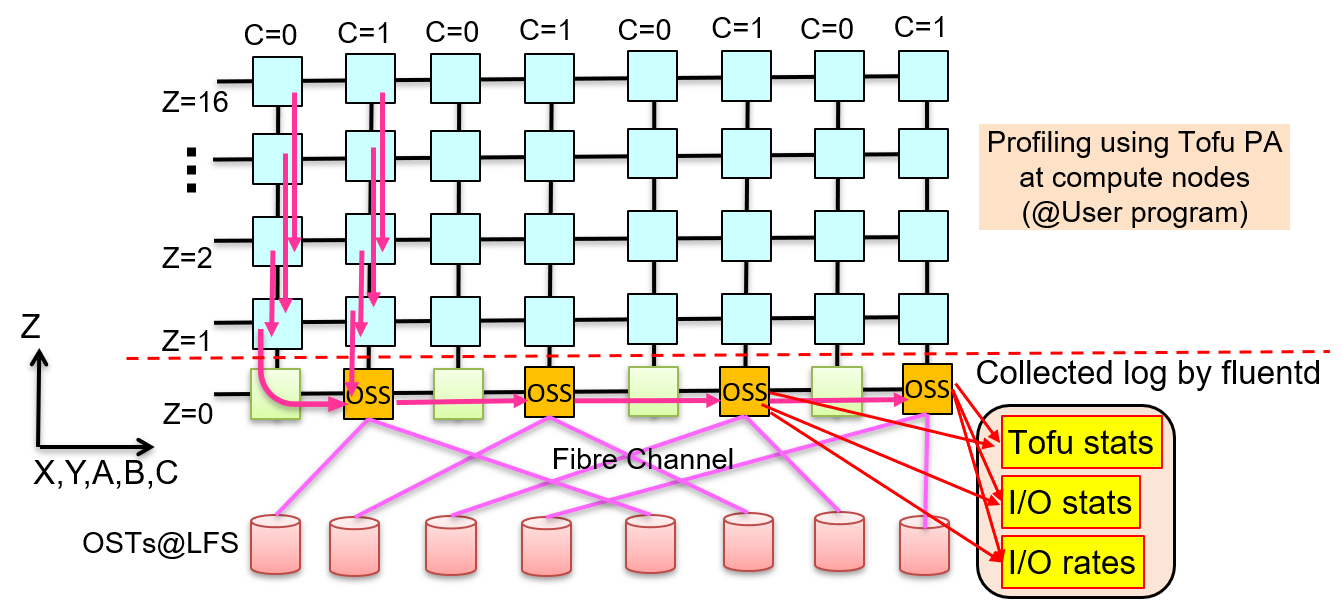 C=0 C=1 C=0 C=1 C=0 C=1 C=0 C=1
Z=16
Profiling using Tofu PA
at compute nodes
(@User program)
Z=2
Z=1
Z
Z=0
OSS OSS OSS OSS
Collected log by fluentd
X,Y,A,B,C
Fibre Channel
Tofu stats
I/O stats
I/O rates
OSTs@LFS